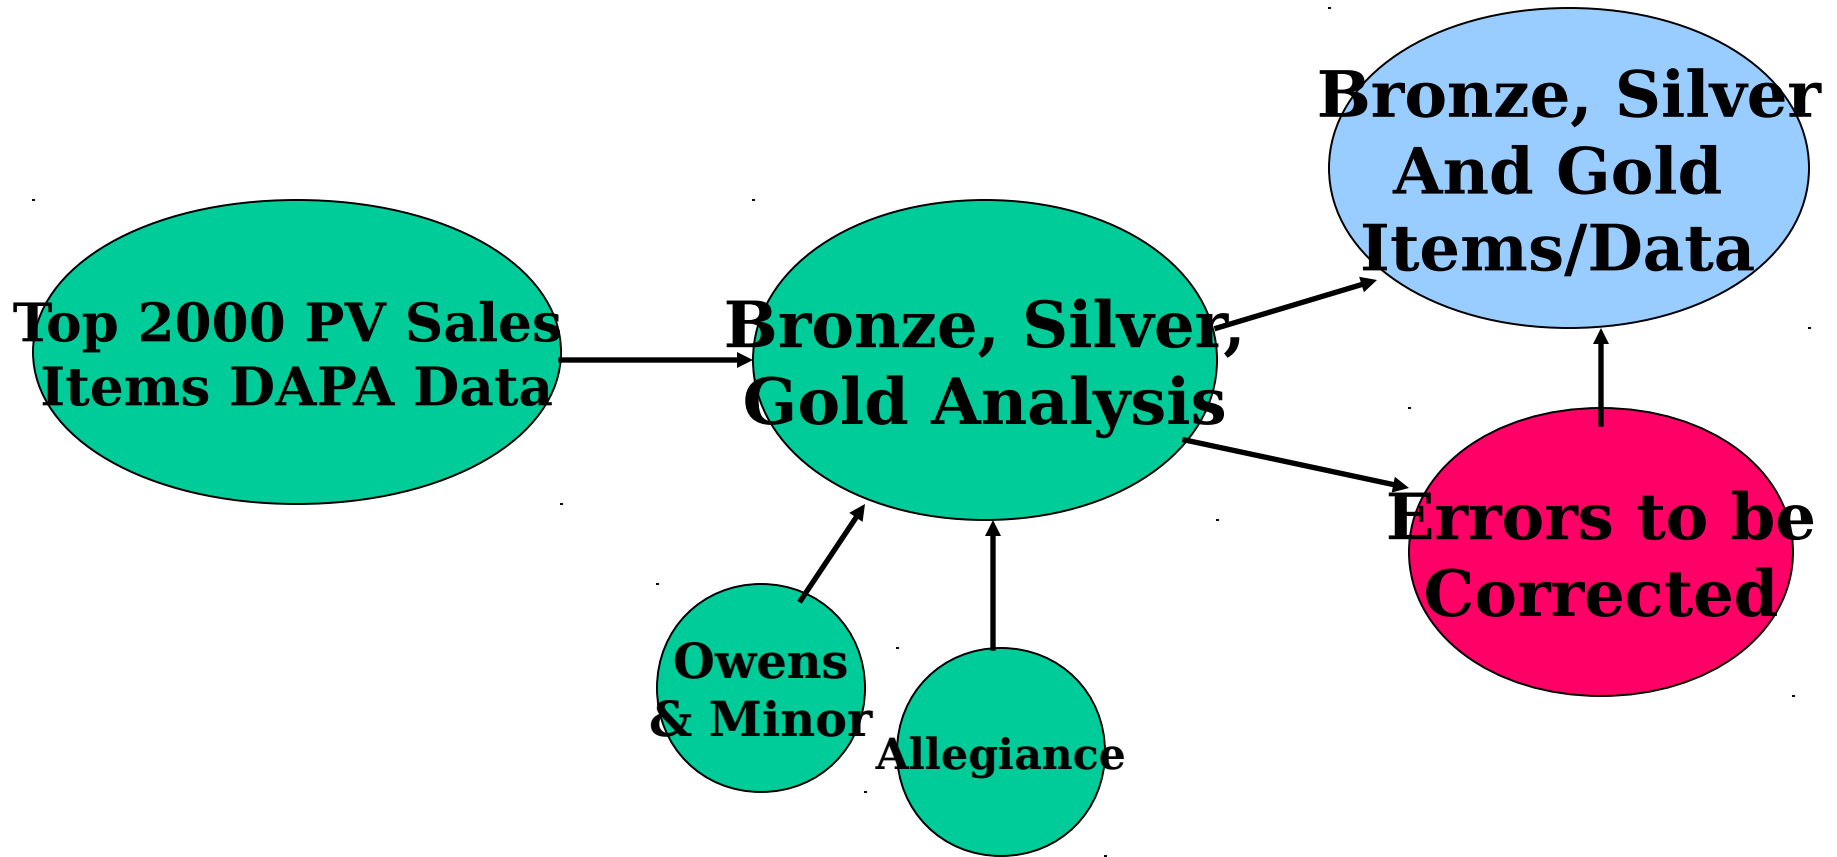 Top 2000 PV Sales
Items DAPA Data
Bronze, Silver,
Gold Analysis
Bronze, Silver
And Gold
Items/Data
Errors to be
Corrected
Owens
& Minor
Allegiance